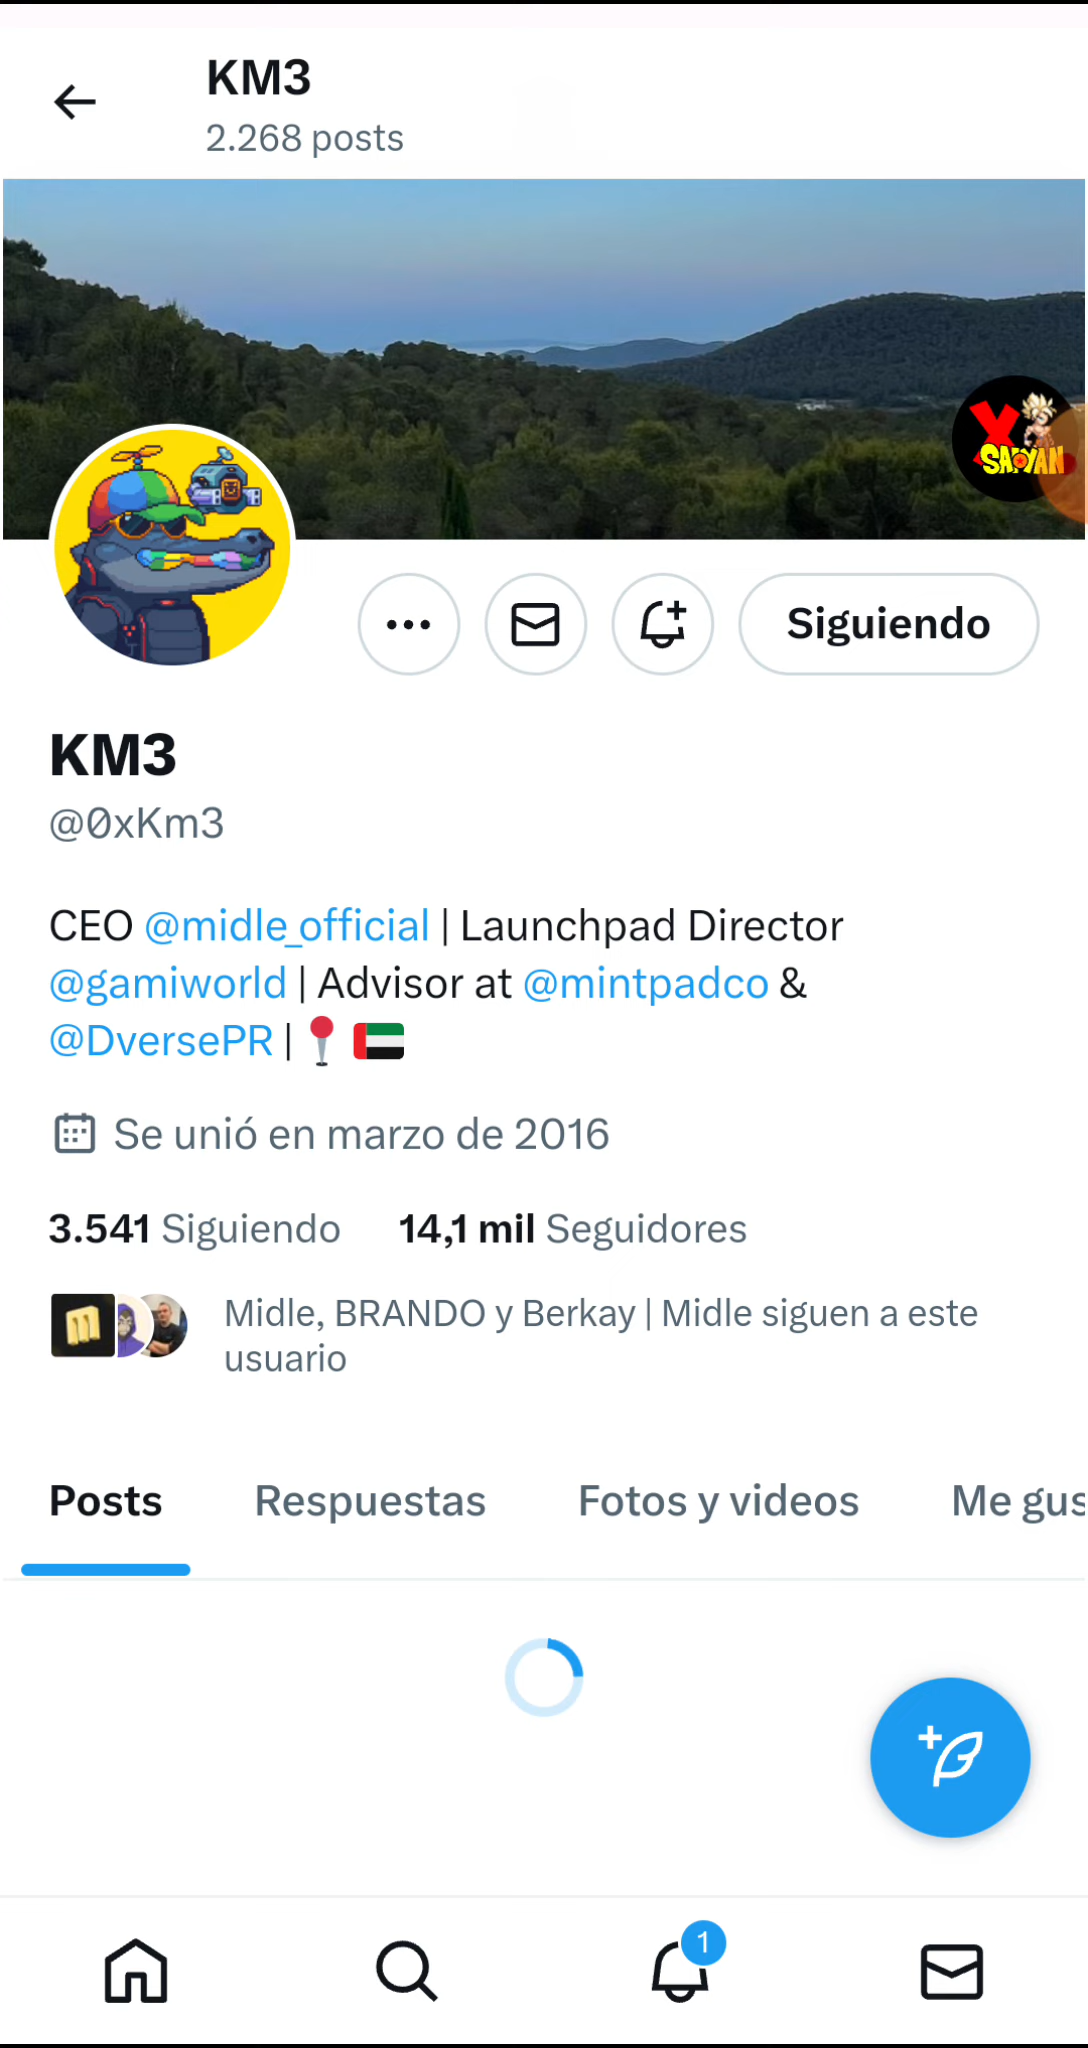 KM3
2.268 posts
X
SAIYAN
Siguiendo
KM3
@0xKm3
CEO @midle_official | Launchpad Director
@gamiworld | Advisor at @mintpadco &
@DversePR | 📍🇦🇪
Se unió en marzo de 2016
3.541 Siguiendo 14,1 mil Seguidores
Midle, BRANDO y Berkay | Midle siguen a este
usuario
Posts Respuestas Fotos y videos Me gus
1